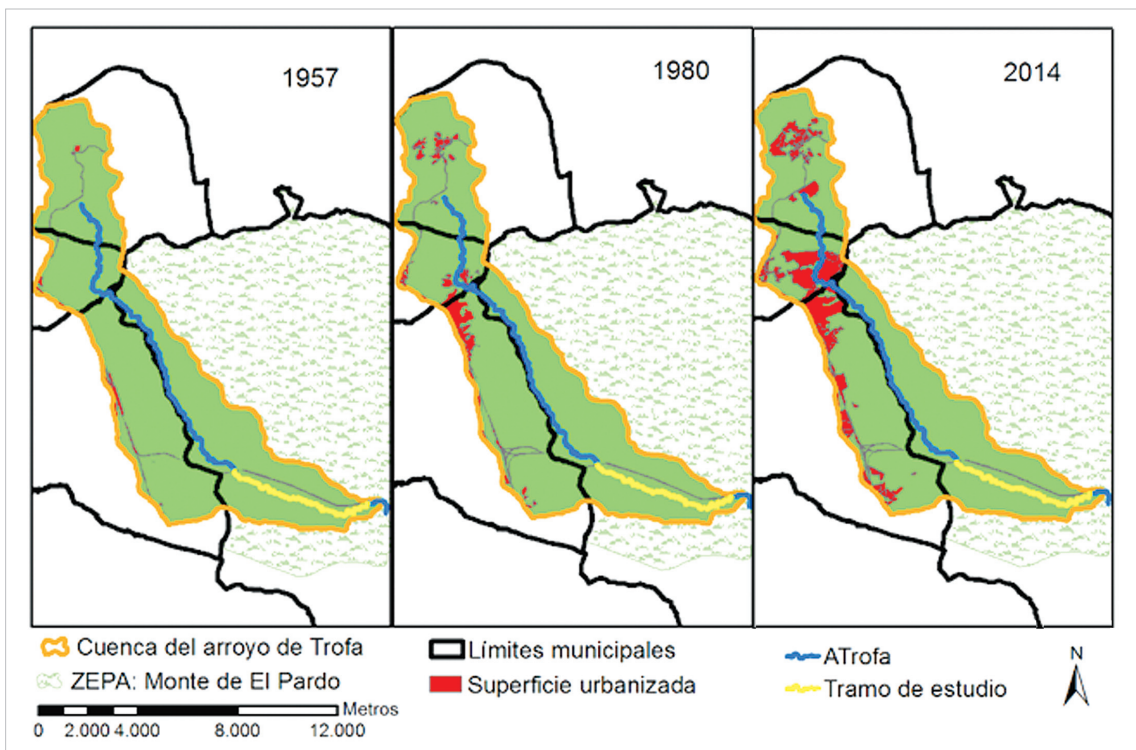 1957
1980
2014
Cuenca del arroyo de Trofa
Límites municipales
ATrofa
N
ZEPA: Monte de El Pardo
Superficie urbanizada
Tramo de estudio
Metros
0 2.000 4.000 8.000 12.000